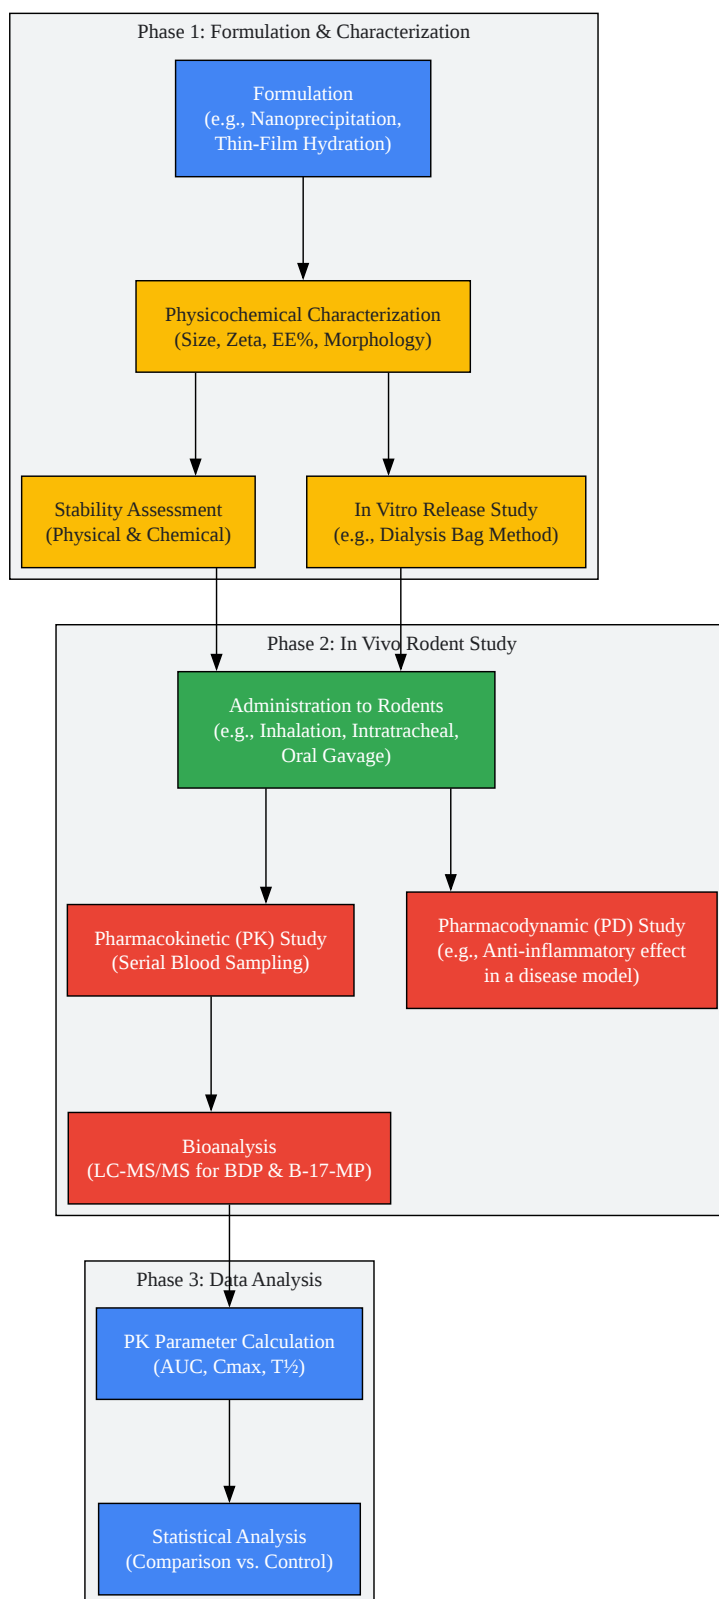 Phase 1: Formulation & Characterization
Formulation
(e.g., Nanoprecipitation,
Thin-Film Hydration)
Physicochemical Characterization
(Size, Zeta, EE%, Morphology)
Stability Assessment
(Physical & Chemical)
In Vitro Release Study
(e.g., Dialysis Bag Method)
Phase 2: In Vivo Rodent Study
Administration to Rodents
(e.g., Inhalation, Intratracheal,
Oral Gavage)
Pharmacokinetic (PK) Study
(Serial Blood Sampling)
Pharmacodynamic (PD) Study
(e.g., Anti-inflammatory effect
in a disease model)
Bioanalysis
(LC-MS/MS for BDP & B-17-MP)
Phase 3: Data Analysis
PK Parameter Calculation
(AUC, Cmax, T½)
Statistical Analysis
(Comparison vs. Control)